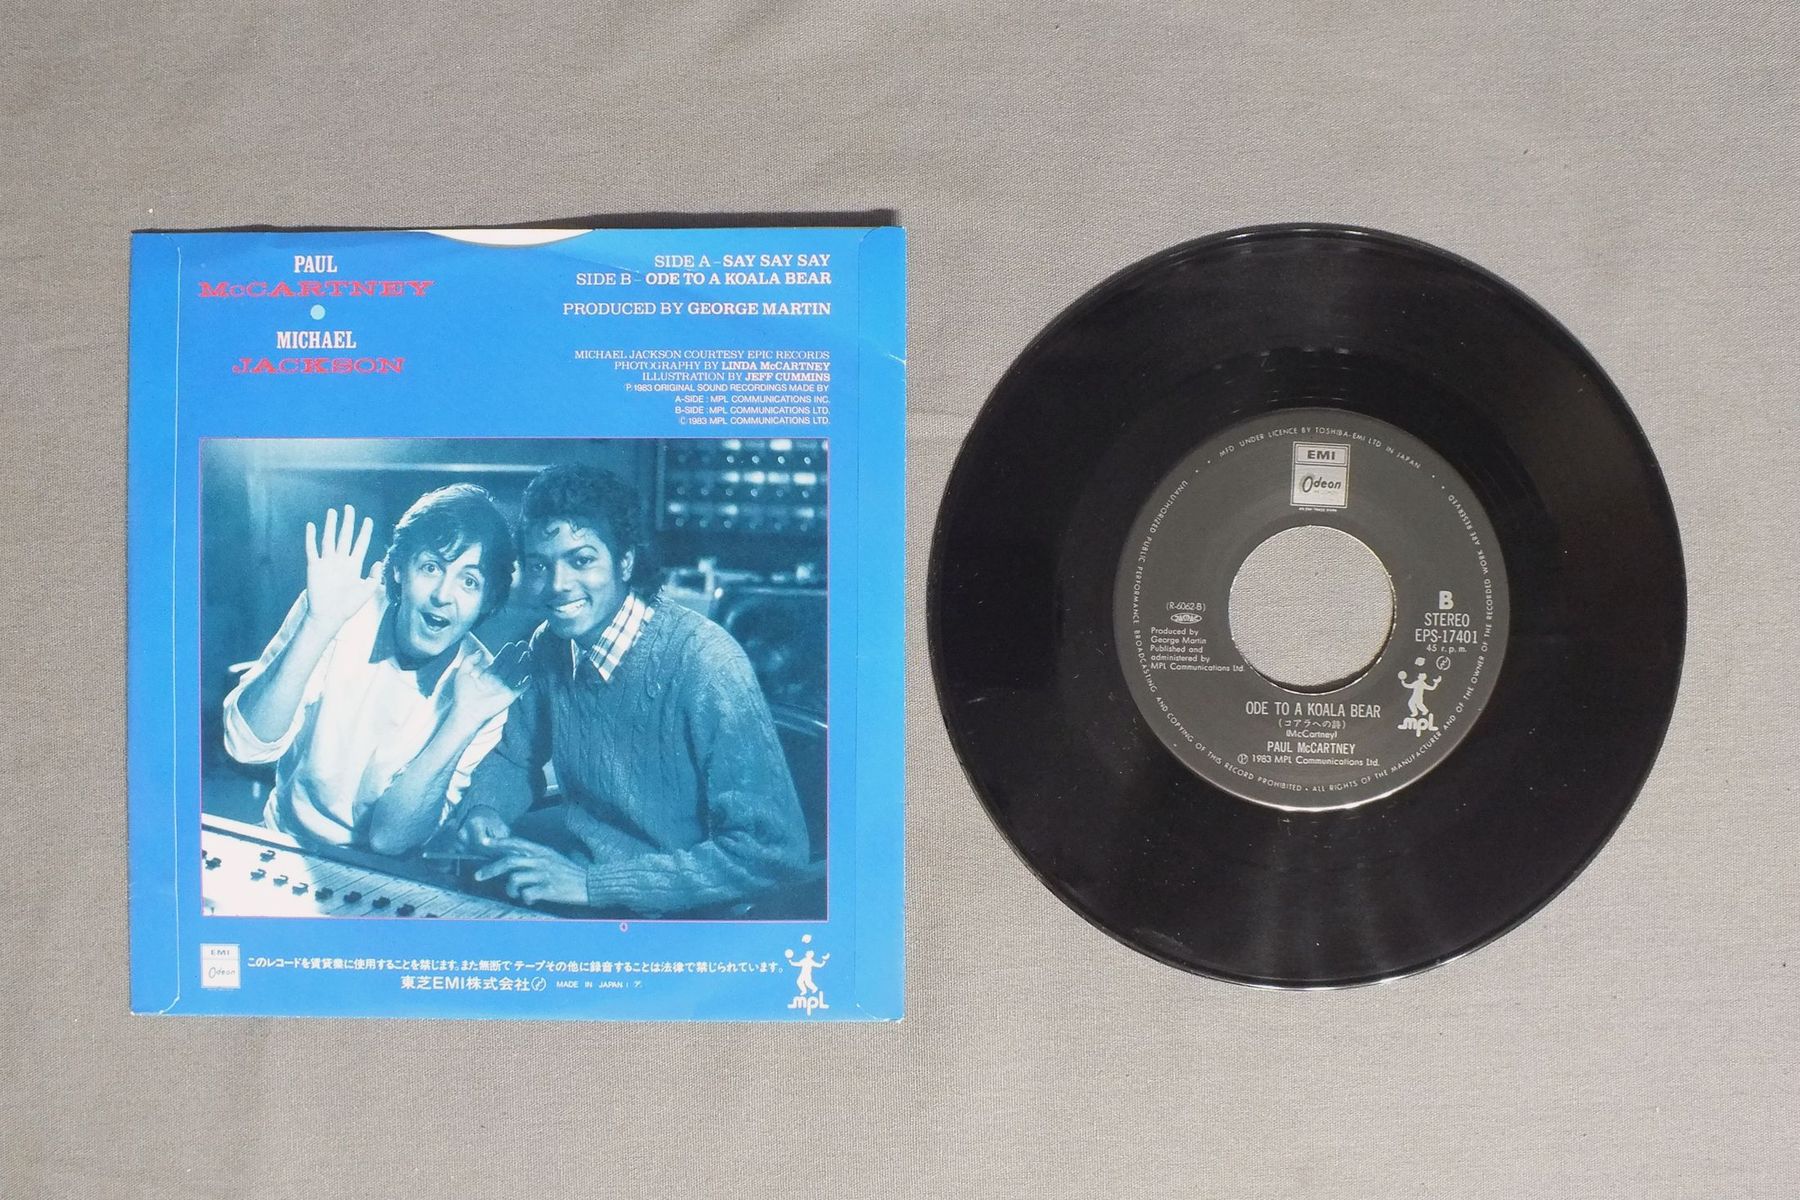 PAUL
McCARTNEY
MICHAEL
JACKSON
SIDE A - SAY SAY SAY
SIDE B - ODE TO A KOALA BEAR
PRODUCED BY GEORGE MARTIN
MICHAEL JACKSON COURTESY EPIC RECORDS
PHOTOGRAPHY BY LINDA McCARTNEY
ILLUSTRATION BY JEFF CUMMINS
Ⓟ 1983 ORIGINAL SOUND RECORDINGS MADE BY
A-SIDE : MPL COMMUNICATIONS INC.
B-SIDE : MPL COMMUNICATIONS LTD.
© 1983 MPL COMMUNICATIONS LTD.
EMI
Odeon
このレコードを賃貸業に使用することを禁じます。また無断でテープその他に録音することは法律で禁じられています。
東芝EMI株式会社 MADE IN JAPAN
MPL
MFD UNDER LICENCE BY TOSHIBA-EMI LTD IN JAPAN
EMI
Odeon
UNAUTHORIZED PUBLIC PERFORMANCE BROADCASTING AND COPYING OF THIS RECORD PROHIBITED • ALL RIGHTS OF THE MANUFACTURER AND OF THE OWNER OF THE RECORDED WORK ARE RESERVED
(R-6062-B)
Produced by
George Martin
Published and
administered by
MPL Communications Ltd.
B
STEREO
EPS-17401
45 r.p.m.
MPL
ODE TO A KOALA BEAR
(コアラへの詩)
(McCartney)
PAUL McCARTNEY
Ⓟ 1983 MPL Communications Ltd.